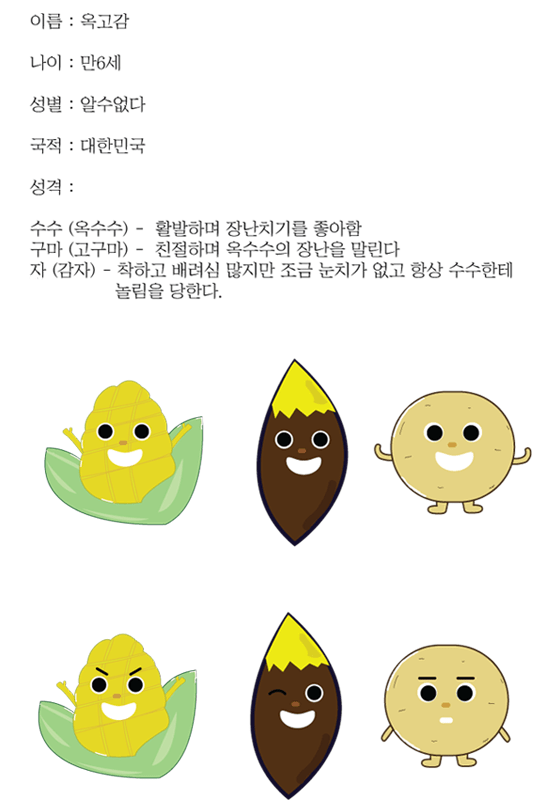 이름 : 옥고감
나이 : 만6세
성별 : 알수없다
국적 : 대한민국
성격 :
수수 (옥수수) - 활발하며 장난치기를 좋아함
구마 (고구마) - 친절하며 옥수수의 장난을 말린다
자 (감자) - 착하고 배려심 많지만 조금 눈치가 없고 항상 수수한테
놀림을 당한다.